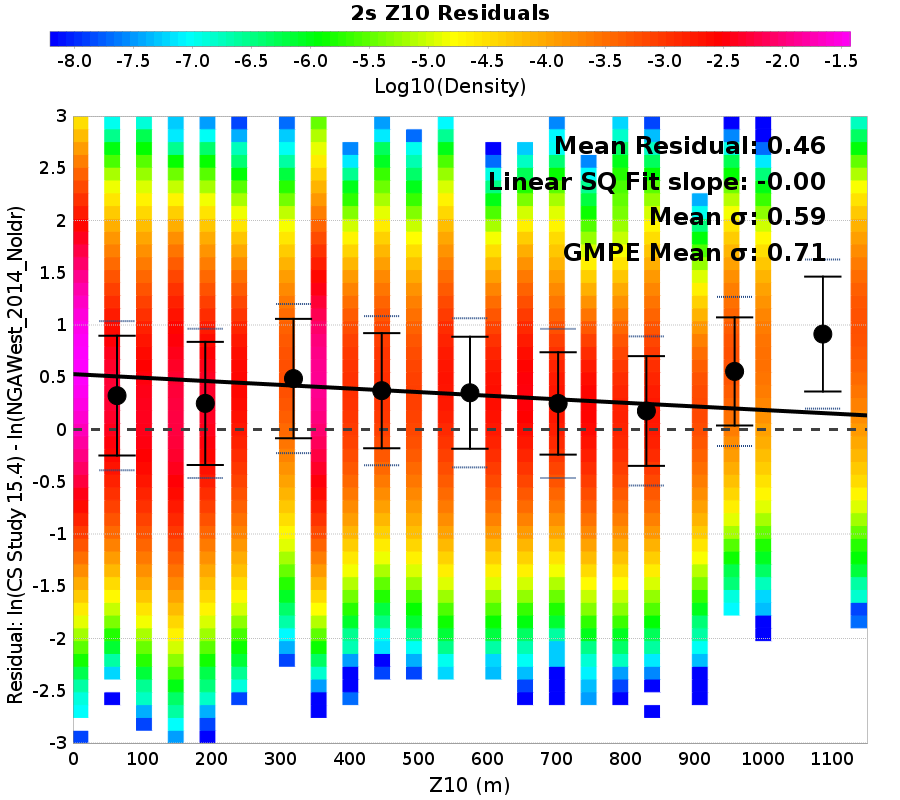 2s Z10 Residuals
-8.0 -7.5 -7.0 -6.5 -6.0 -5.5 -5.0 -4.5 -4.0 -3.5 -3.0 -2.5 -2.0 -1.5
Log10(Density)
Mean Residual: 0.46
Linear SQ Fit slope: -0.00
Mean σ: 0.59
GMPE Mean σ: 0.71
3
2.5
2
1.5
1
0.5
0
-0.5
-1
-1.5
-2
-2.5
-3
Residual: ln(CS Study 15.4) - ln(NGAWest_2014_NoIdr)
0 100 200 300 400 500 600 700 800 900 1000 1100
Z10 (m)